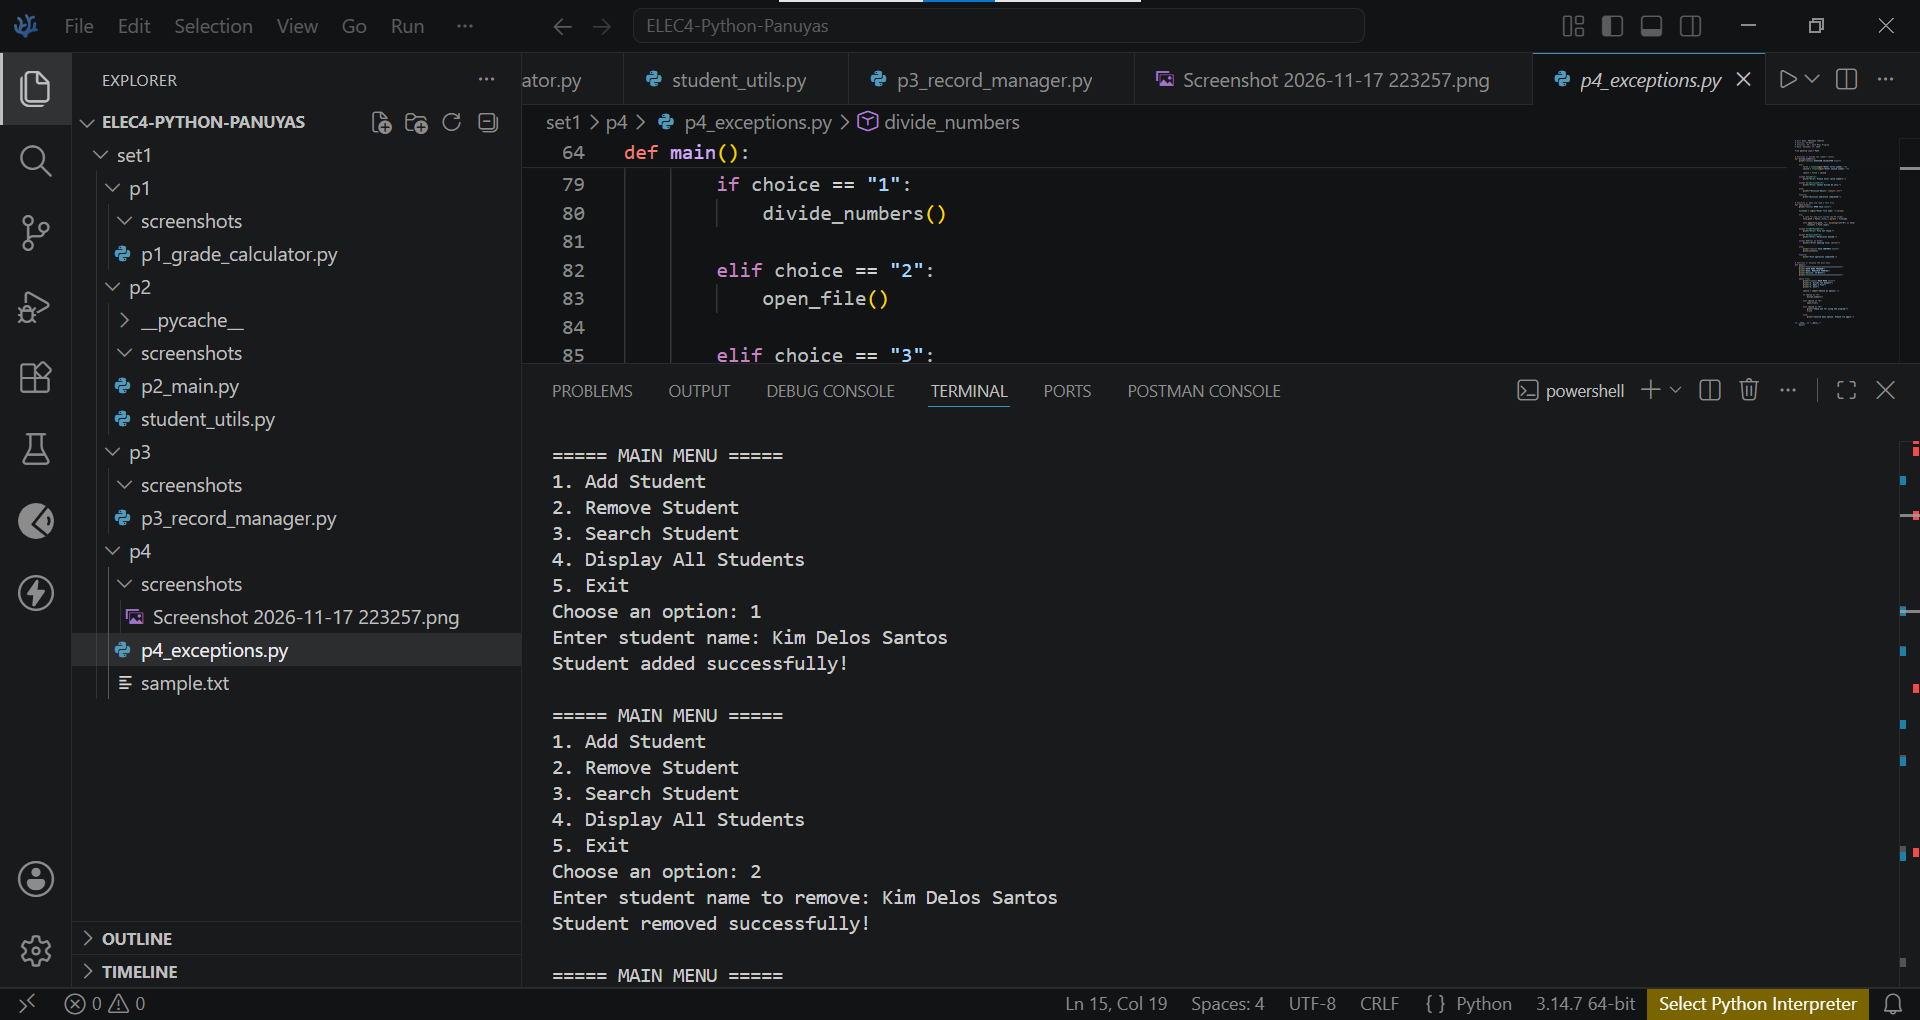 File Edit Selection View Go Run ···
ELEC4-Python-Panuyas
EXPLORER
ator.py
student_utils.py
p3_record_manager.py
Screenshot 2026-11-17 223257.png
p4_exceptions.py
ELEC4-PYTHON-PANUYAS
set1
p1
screenshots
p1_grade_calculator.py
p2
__pycache__
screenshots
p2_main.py
student_utils.py
p3
screenshots
p3_record_manager.py
p4
screenshots
Screenshot 2026-11-17 223257.png
p4_exceptions.py
sample.txt
OUTLINE
TIMELINE
set1 > p4 > p4_exceptions.py > divide_numbers
64 def main():
79 if choice == "1":
80 divide_numbers()
81
82 elif choice == "2":
83 open_file()
84
85 elif choice == "3":
PROBLEMS OUTPUT DEBUG CONSOLE TERMINAL PORTS POSTMAN CONSOLE
powershell
===== MAIN MENU =====
1. Add Student
2. Remove Student
3. Search Student
4. Display All Students
5. Exit
Choose an option: 1
Enter student name: Kim Delos Santos
Student added successfully!
===== MAIN MENU =====
1. Add Student
2. Remove Student
3. Search Student
4. Display All Students
5. Exit
Choose an option: 2
Enter student name to remove: Kim Delos Santos
Student removed successfully!
===== MAIN MENU =====
0 0
Ln 15, Col 19 Spaces: 4 UTF-8 CRLF { } Python 3.14.7 64-bit Select Python Interpreter